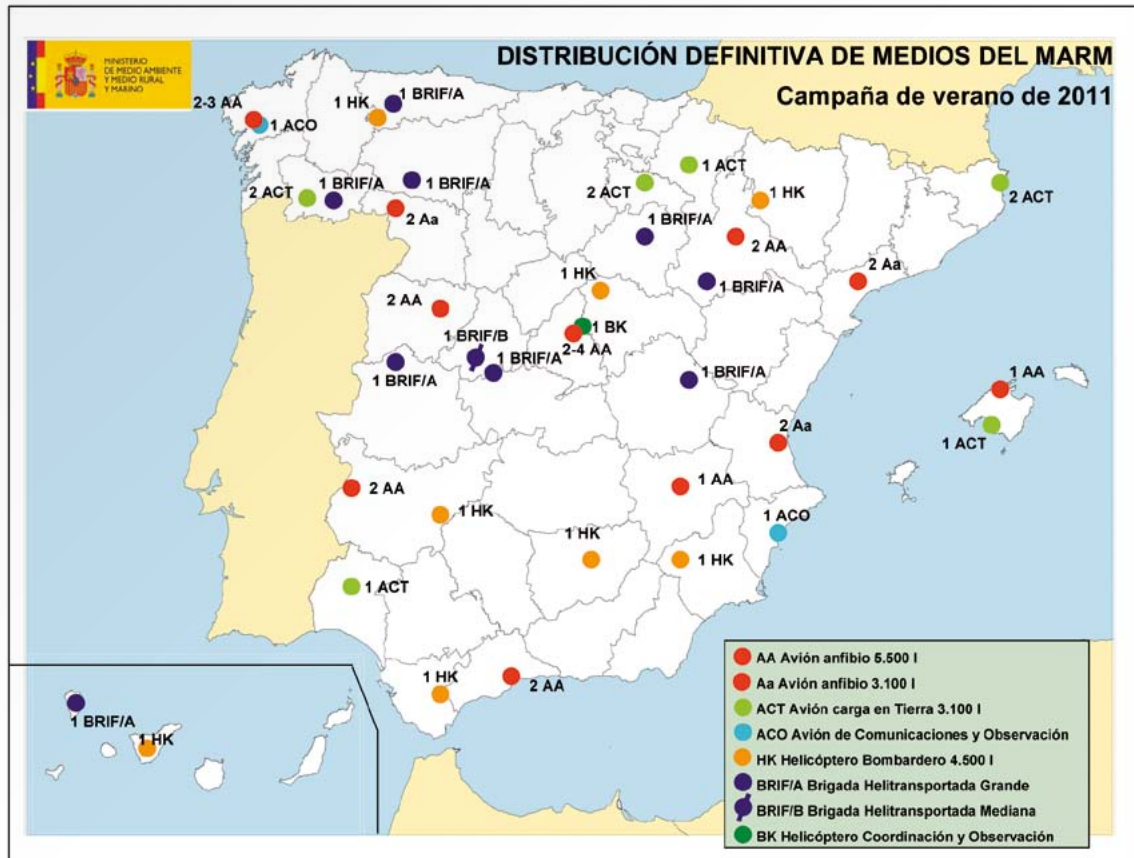 MINISTERIO
DE MEDIO AMBIENTE
Y MEDIO RURAL
Y MARINO
DISTRIBUCIÓN DEFINITIVA DE MEDIOS DEL MARM
Campaña de verano de 2011
2-3 AA
1 ACO
1 HK
1 BRIF/A
2 ACT
1 BRIF/A
1 BRIF/A
2 Aa
2 ACT
1 ACT
1 HK
2 ACT
1 BRIF/A
2 AA
1 BRIF/A
2 Aa
1 HK
2 AA
1 BK
2-4 AA
1 BRIF/B
1 BRIF/A
1 BRIF/A
1 BRIF/A
1 AA
1 ACT
2 Aa
2 AA
1 AA
1 HK
1 ACO
1 HK
1 HK
1 ACT
1 HK
2 AA
1 BRIF/A
1 HK
AA Avión anfibio 5.500 l
Aa Avión anfibio 3.100 l
ACT Avión carga en Tierra 3.100 l
ACO Avión de Comunicaciones y Observación
HK Helicóptero Bombardero 4.500 l
BRIF/A Brigada Helitransportada Grande
BRIF/B Brigada Helitransportada Mediana
BK Helicóptero Coordinación y Observación